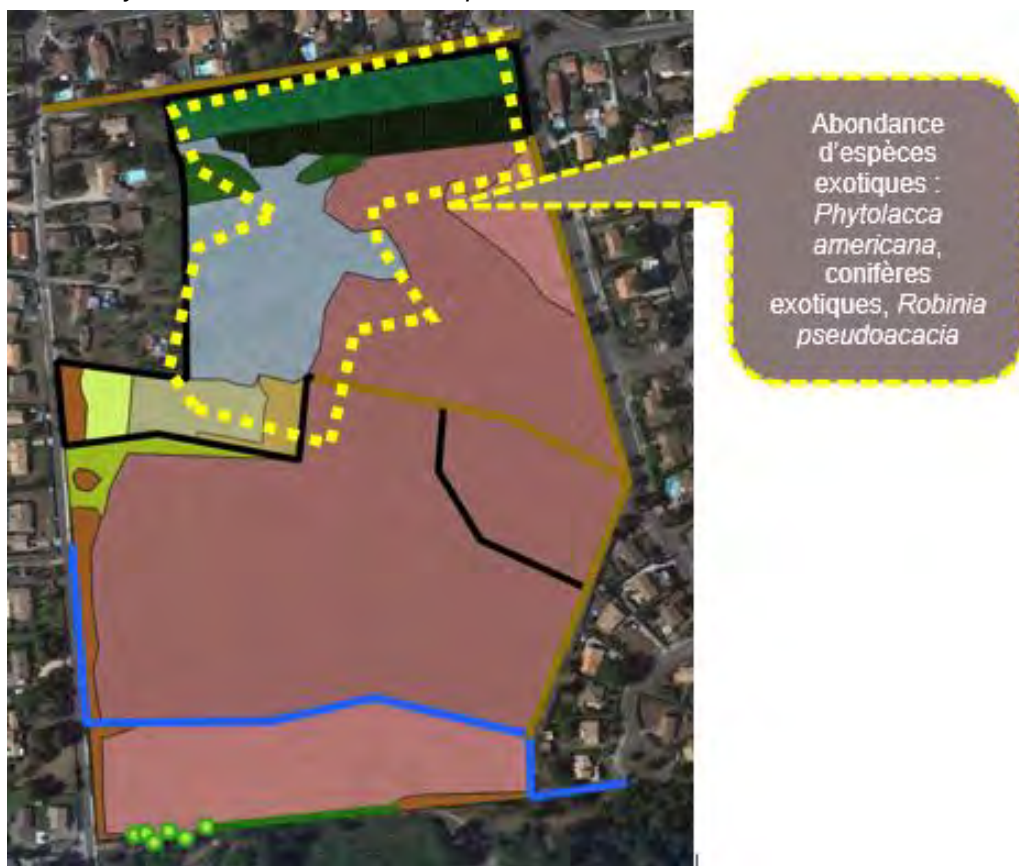 Abondance
d'espèces
exotiques :
Phytolacca
americana,
conifères
exotiques, Robinia
pseudoacacia